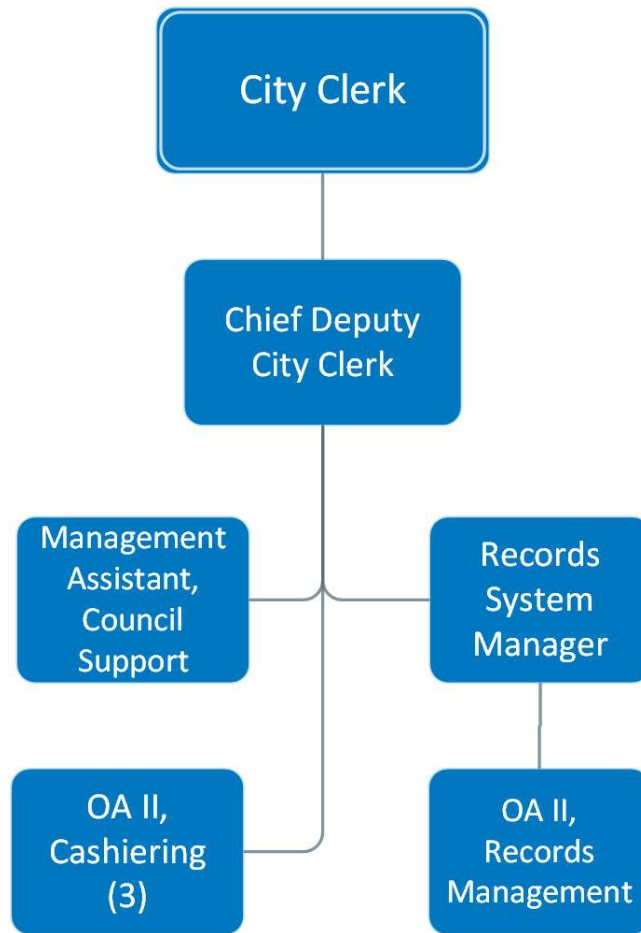 City Clerk
Chief Deputy
City Clerk
Management
Assistant,
Council
Support
Records
System
Manager
OA II,
Cashiering
(3)
OA II,
Records
Management